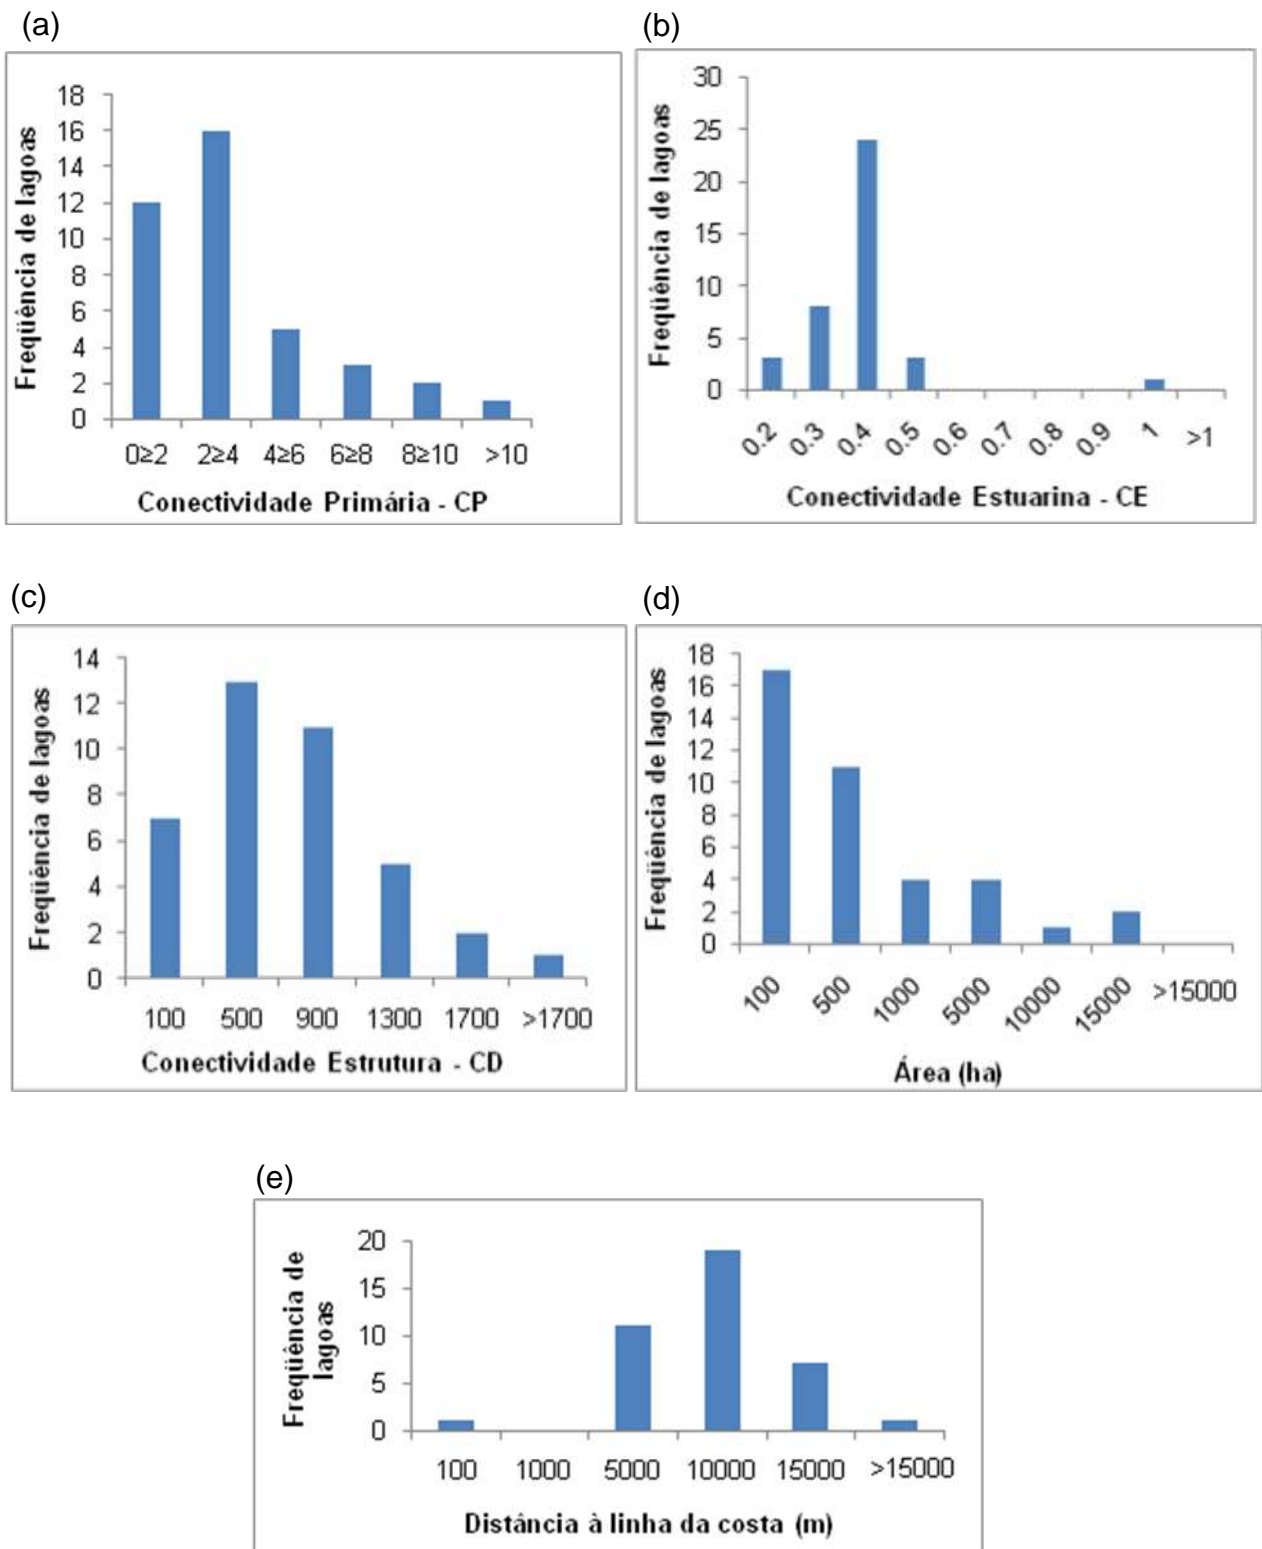 (a)
Freqüência de lagoas
18
16
14
12
10
8
6
4
2
0
0≥2 2≥4 4≥6 6≥8 8≥10 >10
Conectividade Primária - CP
(b)
Freqüência de lagoas
30
25
20
15
10
5
0
0.2 0.3 0.4 0.5 0.6 0.7 0.8 0.9 1 >1
Conectividade Estuarina - CE
(c)
Freqüência de lagoas
14
12
10
8
6
4
2
0
100 500 900 1300 1700 >1700
Conectividade Estrutura - CD
(d)
Freqüência de lagoas
18
16
14
12
10
8
6
4
2
0
100 500 1000 5000 10000 15000 >15000
Área (ha)
(e)
Freqüência de
lagoas
20
15
10
5
0
100 1000 5000 10000 15000 >15000
Distância à linha da costa (m)